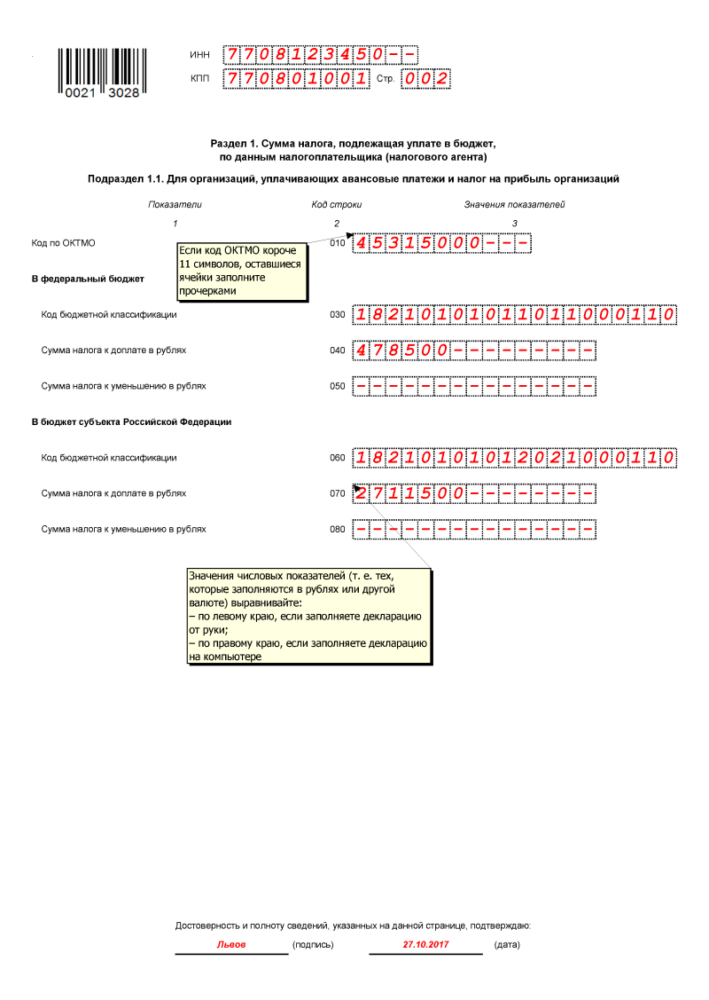 ИНН 7708123450--
0021 3028
КПП 770801001 Стр. 002
Раздел 1. Сумма налога, подлежащая уплате в бюджет,
по данным налогоплательщика (налогового агента)
Подраздел 1.1. Для организаций, уплачивающих авансовые платежи и налог на прибыль организаций
Показатели Код строки Значения показателей
1 2 3
Код по ОКТМО 010 45315000---
Если код ОКТМО короче
11 символов, оставшиеся
ячейки заполните
прочерками
В федеральный бюджет
Код бюджетной классификации 030 18210101011011000110
Сумма налога к доплате в рублях 040 478500---------
Сумма налога к уменьшению в рублях 050 ---------------
В бюджет субъекта Российской Федерации
Код бюджетной классификации 060 18210101012021000110
Сумма налога к доплате в рублях 070 2711500--------
Сумма налога к уменьшению в рублях 080 ---------------
Значения числовых показателей (т. е. тех,
которые заполняются в рублях или другой
валюте) выравнивайте:
– по левому краю, если заполняете декларацию
от руки;
– по правому краю, если заполняете декларацию
на компьютере
Достоверность и полноту сведений, указанных на данной странице, подтверждаю:
Львов (подпись) 27.10.2017 (дата)